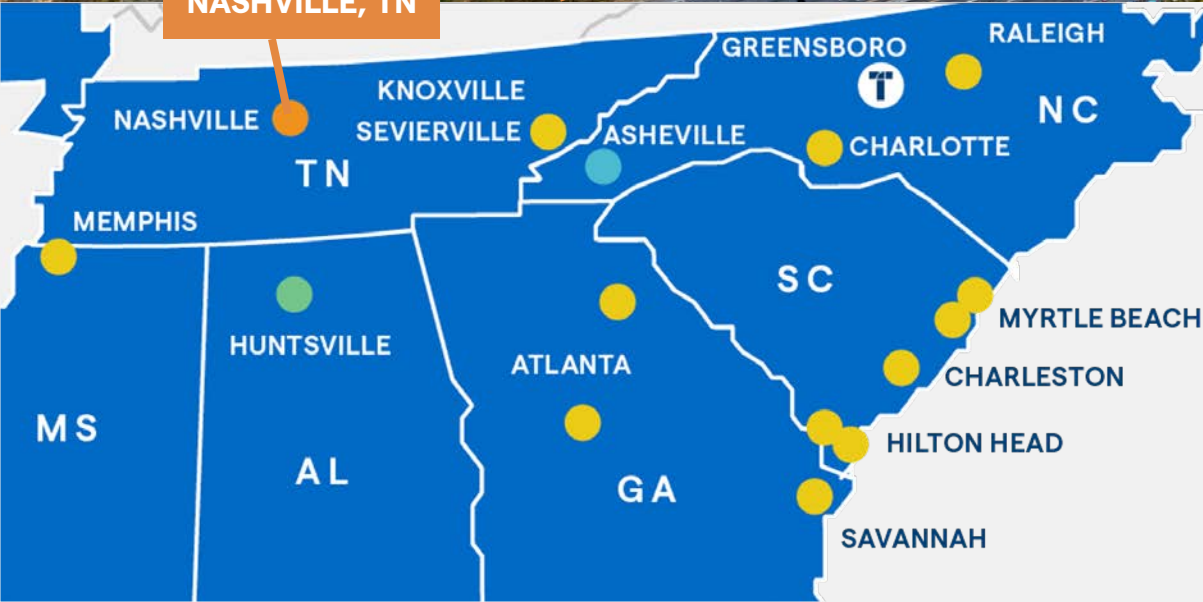 NASHVILLE, TN
GREENSBORO
RALEIGH
KNOXVILLE
SEVIERVILLE
NASHVILLE
ASHEVILLE
CHARLOTTE
NC
TN
MEMPHIS
SC
MYRTLE BEACH
HUNTSVILLE
ATLANTA
CHARLESTON
MS
AL
GA
HILTON HEAD
SAVANNAH